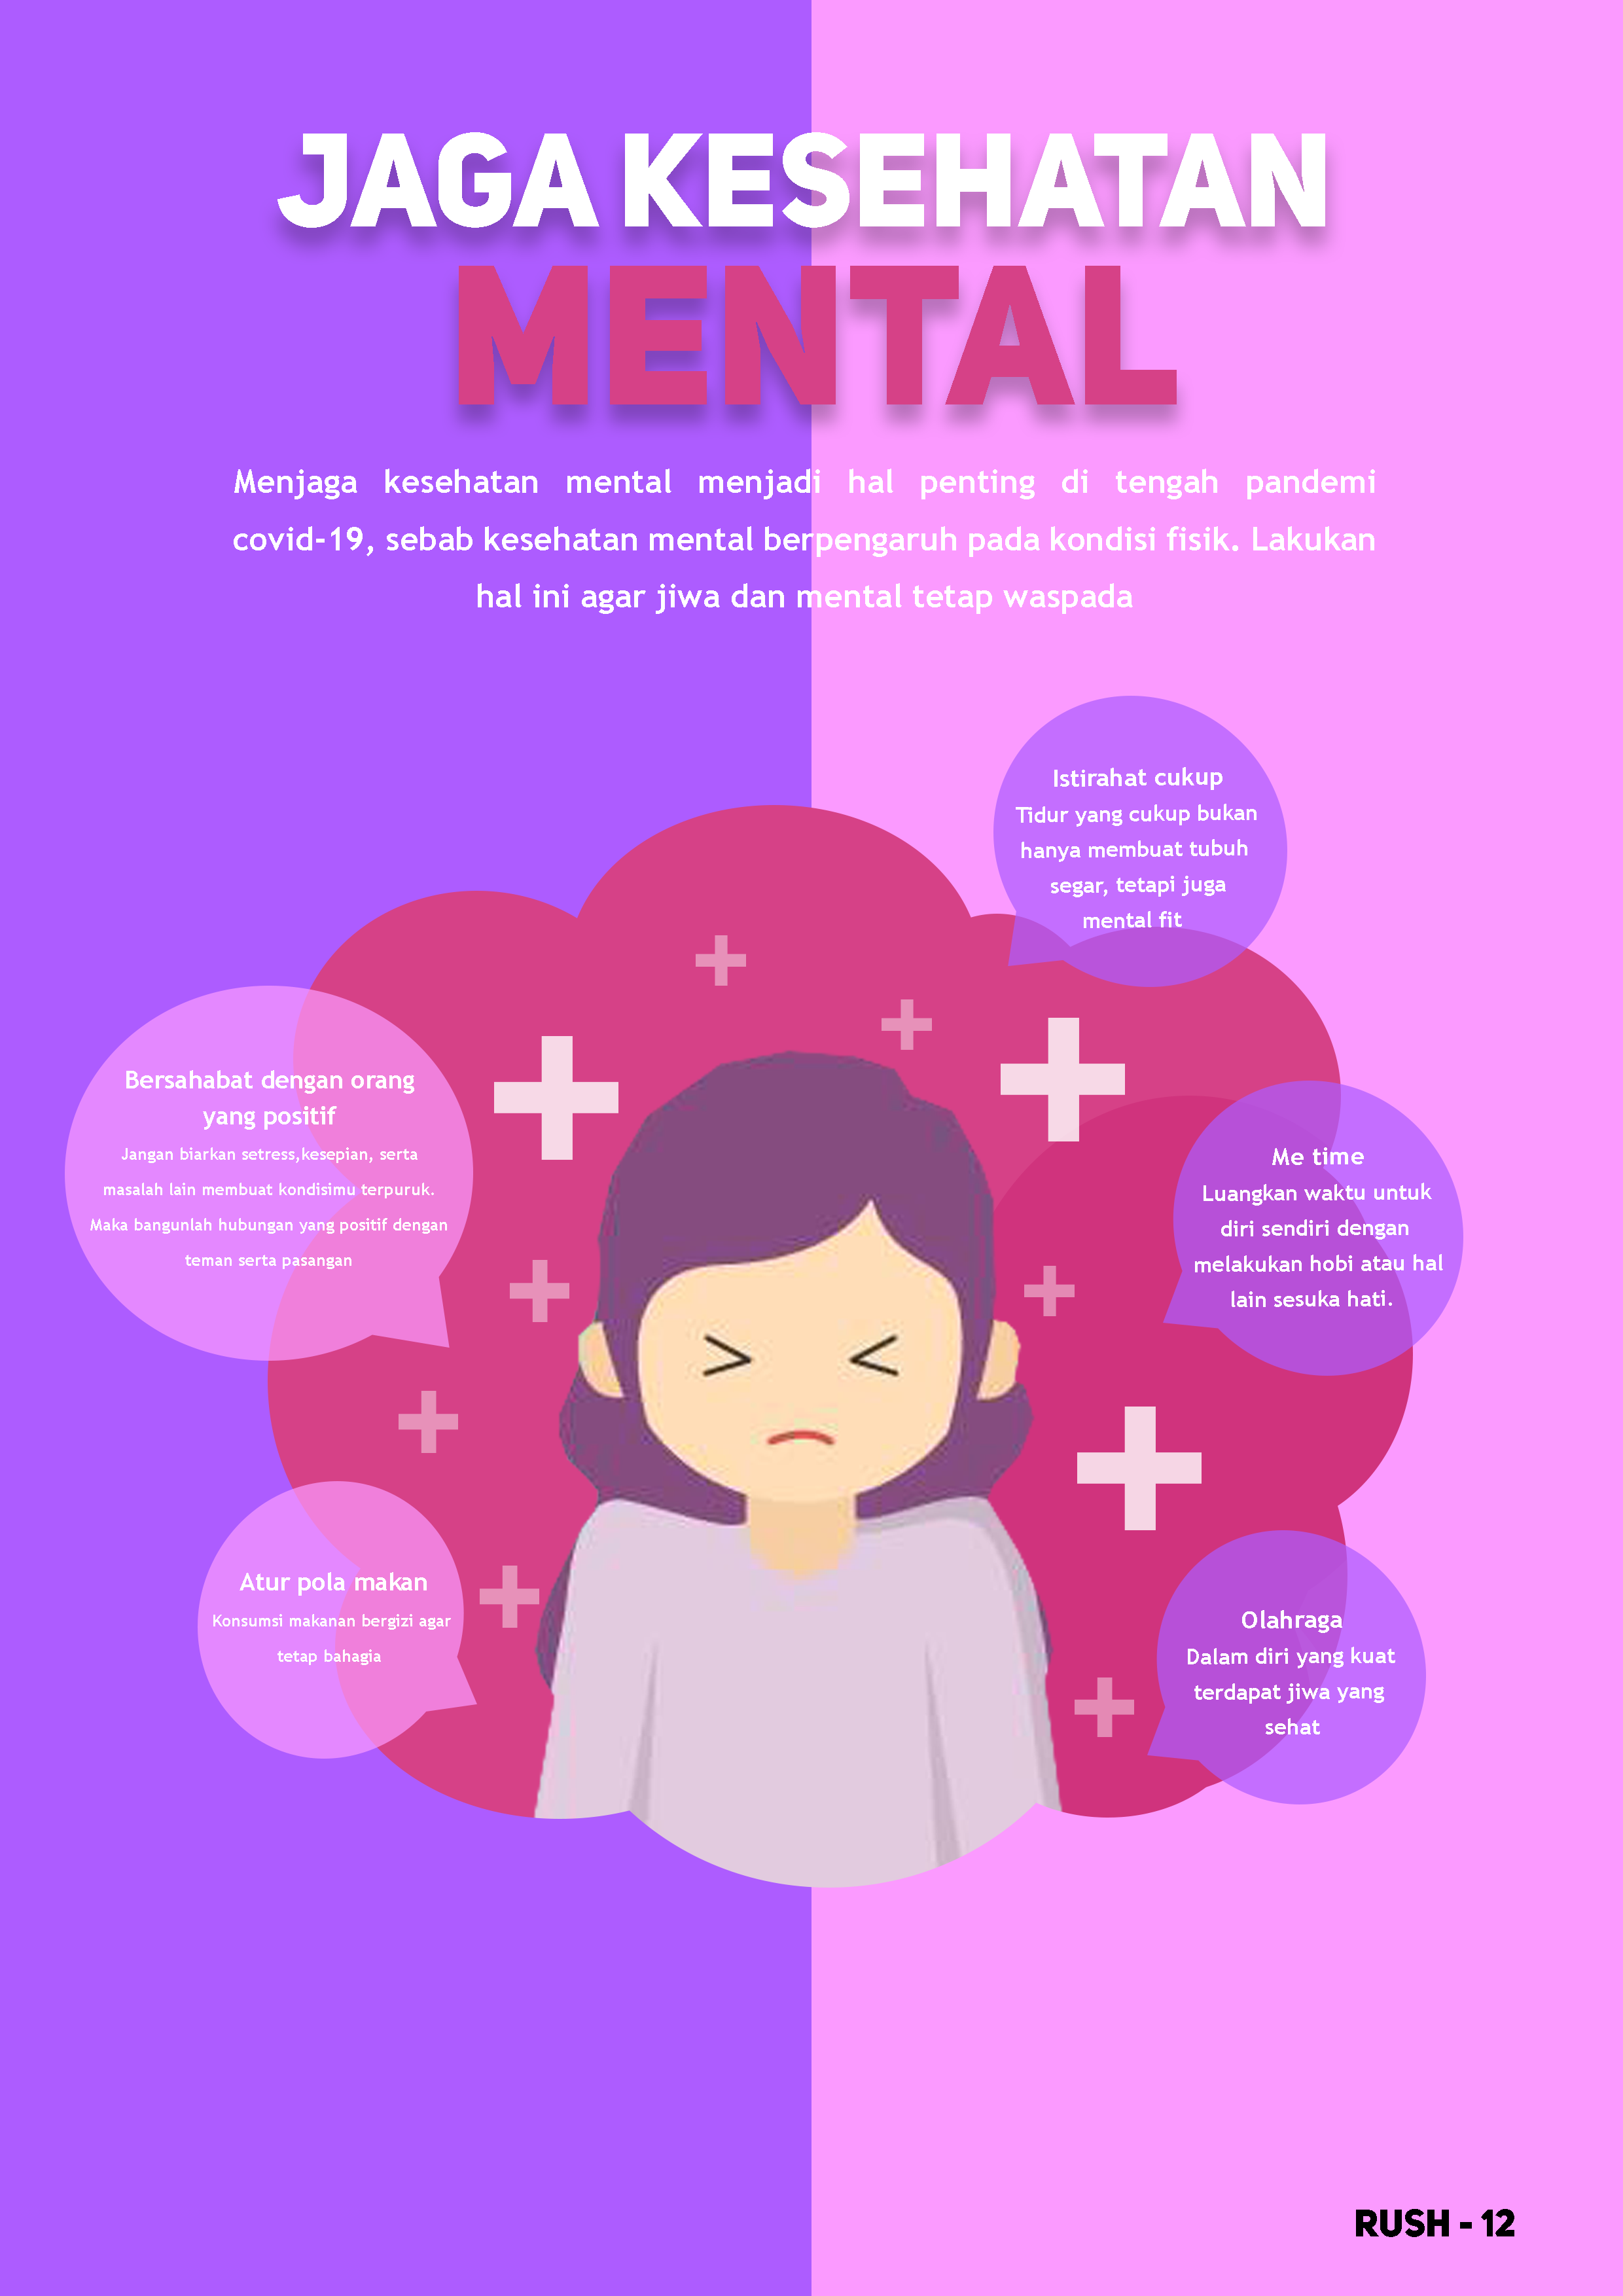 JAGA KESEHATAN
MENTAL
Menjaga kesehatan mental menjadi hal penting di tengah pandemi
covid-19, sebab kesehatan mental berpengaruh pada kondisi fisik. Lakukan
hal ini agar jiwa dan mental tetap waspada
Istirahat cukup
Tidur yang cukup bukan
hanya membuat tubuh
segar, tetapi juga
mental fit
Bersahabat dengan orang
yang positif
Jangan biarkan setress,kesepian, serta
masalah lain membuat kondisimu terpuruk.
Maka bangunlah hubungan yang positif dengan
teman serta pasangan
Me time
Luangkan waktu untuk
diri sendiri dengan
melakukan hobi atau hal
lain sesuka hati.
Atur pola makan
Konsumsi makanan bergizi agar
tetap bahagia
Olahraga
Dalam diri yang kuat
terdapat jiwa yang
sehat
RUSH - 12